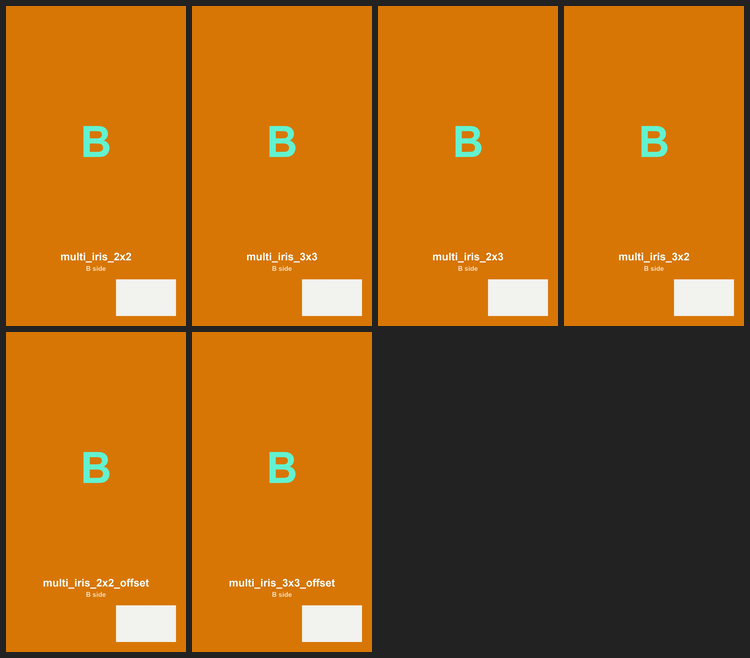 B
multi_iris_2x2
B side
B
multi_iris_3x3
B side
B
multi_iris_2x3
B side
B
multi_iris_3x2
B side
B
multi_iris_2x2_offset
B side
B
multi_iris_3x3_offset
B side